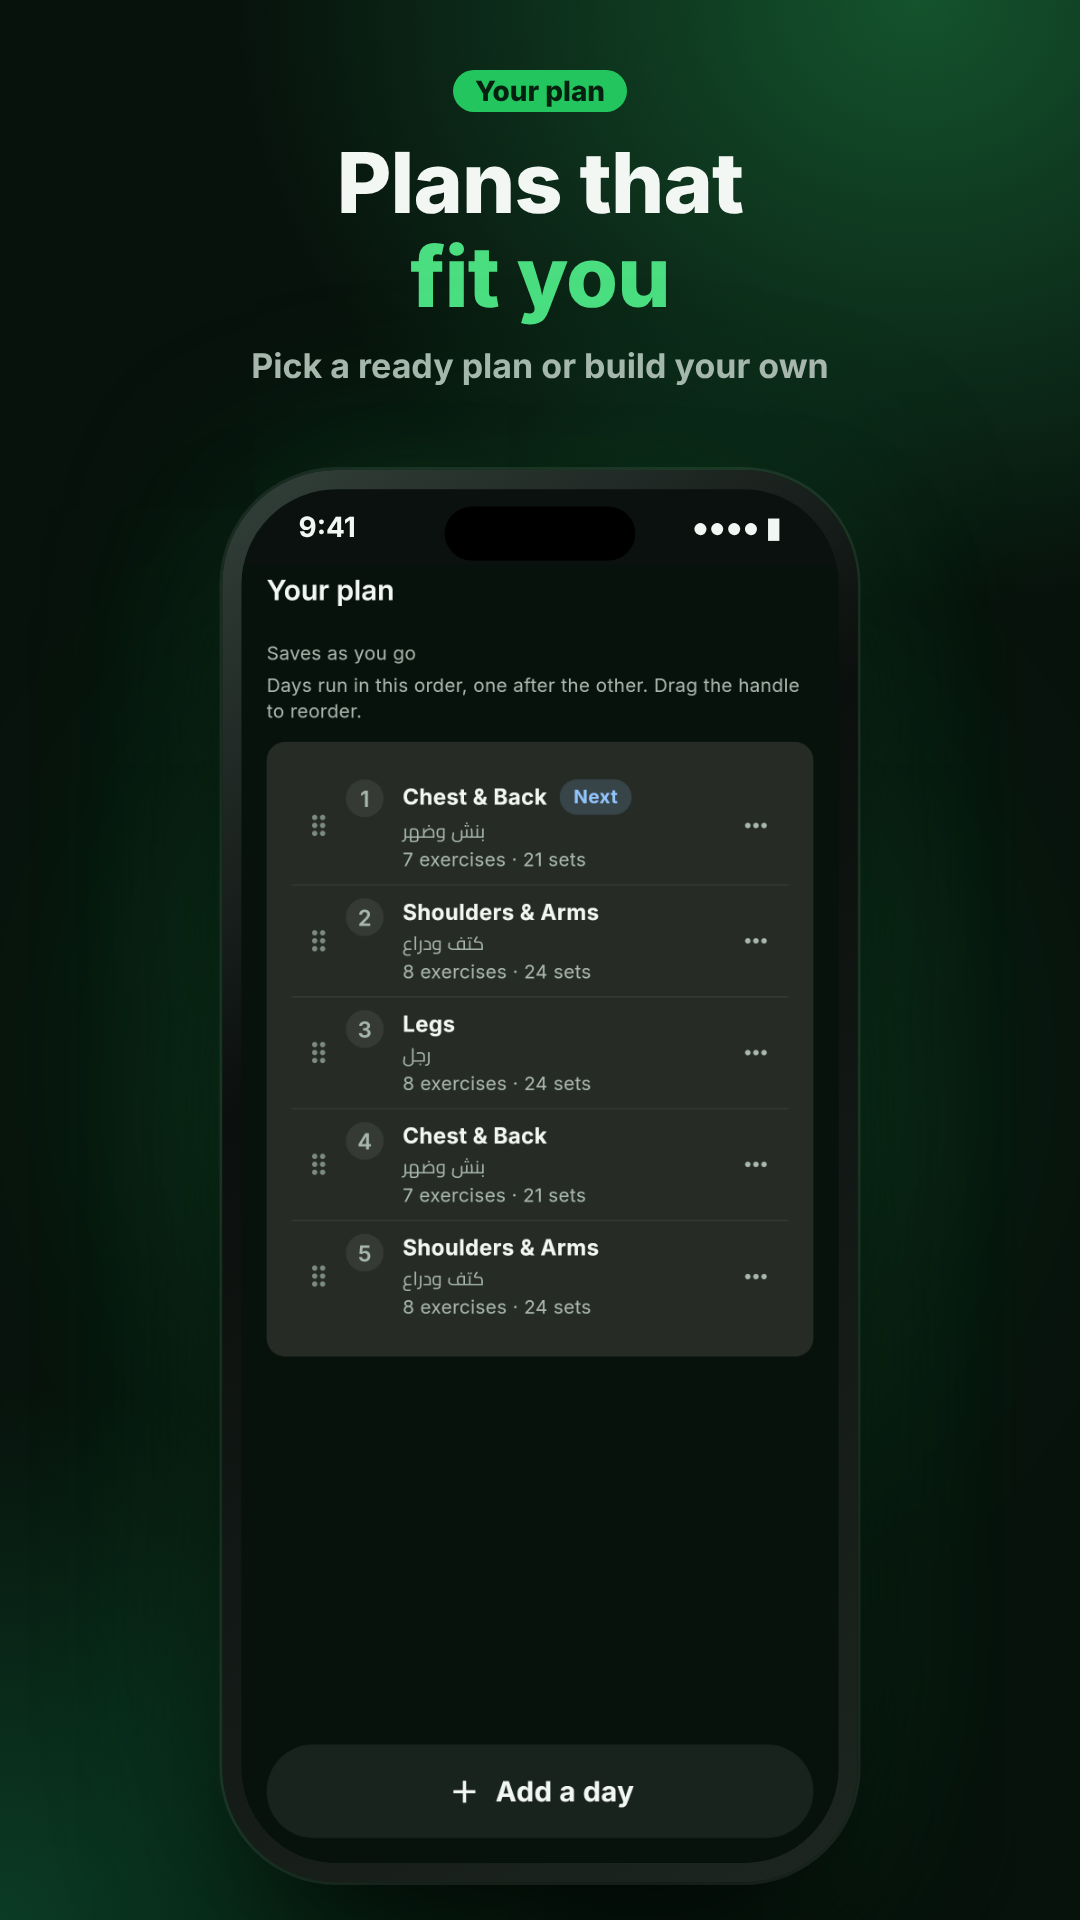 Your plan
Plans that
fit you
Pick a ready plan or build your own
9:41
Your plan
Saves as you go
Days run in this order, one after the other. Drag the handle
to reorder.
1
Chest & Back Next
بنش وضهر
7 exercises · 21 sets
2
Shoulders & Arms
كتف ودراع
8 exercises · 24 sets
3
Legs
رجل
8 exercises · 24 sets
4
Chest & Back
بنش وضهر
7 exercises · 21 sets
5
Shoulders & Arms
كتف ودراع
8 exercises · 24 sets
+ Add a day